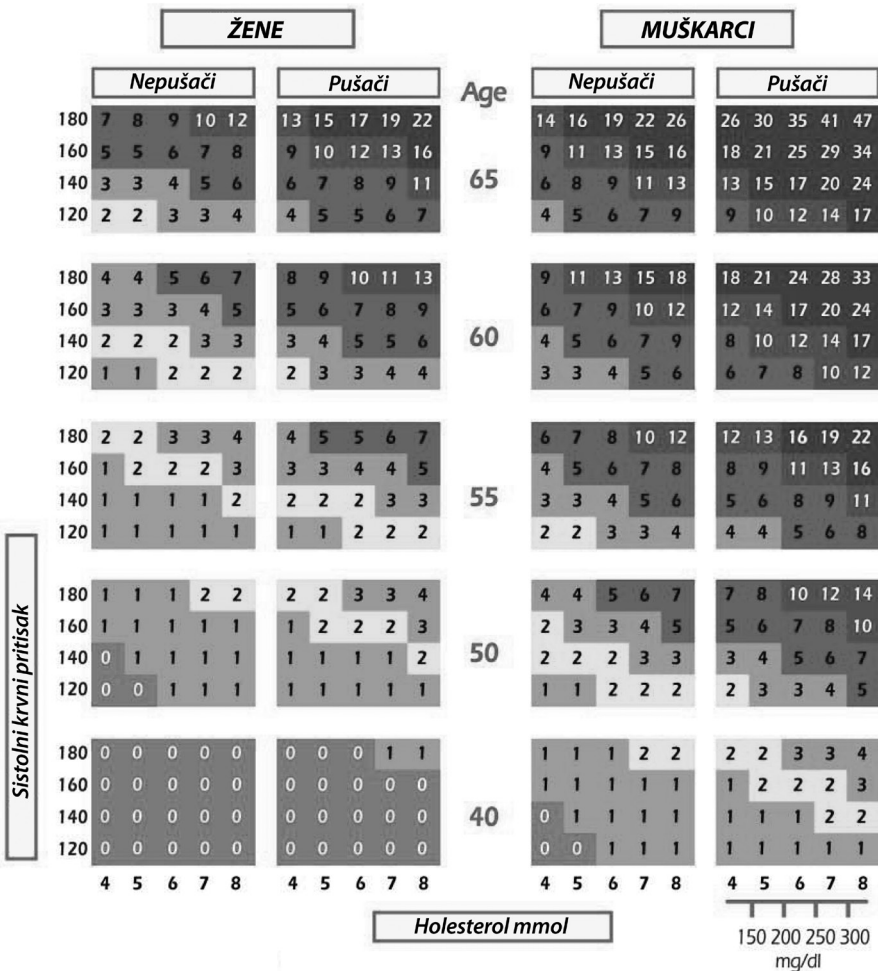 ŽENE MUŠKARCI
Nepušači Pušači Age Nepušači Pušači
180 7 8 9 10 12 13 15 17 19 22 14 16 19 22 26 26 30 35 41 47
160 5 5 6 7 8 9 10 12 13 16 9 11 13 15 16 18 21 25 29 34
140 3 3 4 5 6 6 7 8 9 11 65 6 8 9 11 13 13 15 17 20 24
120 2 2 3 3 4 4 5 5 6 7 4 5 6 7 9 9 10 12 14 17
180 4 4 5 6 7 8 9 10 11 13 9 11 13 15 18 18 21 24 28 33
160 3 3 3 4 5 5 6 7 8 9 6 7 9 10 12 12 14 17 20 24
140 2 2 2 3 3 3 4 5 5 6 60 4 5 6 7 9 8 10 12 14 17
120 1 1 2 2 2 2 3 3 4 4 3 3 4 5 6 6 7 8 10 12
180 2 2 3 3 4 4 5 5 6 7 6 7 8 10 12 12 13 16 19 22
160 1 2 2 2 3 3 3 4 4 5 4 5 6 7 8 8 9 11 13 16
140 1 1 1 1 2 2 2 2 3 3 55 3 3 4 5 6 5 6 8 9 11
120 1 1 1 1 1 1 1 2 2 2 2 2 3 3 4 4 4 5 6 8
180 1 1 1 2 2 2 2 3 3 4 4 4 5 6 7 7 8 10 12 14
160 1 1 1 1 1 1 2 2 2 3 2 3 3 4 5 5 6 7 8 10
140 0 1 1 1 1 1 1 1 1 2 50 2 2 2 3 3 3 4 5 6 7
120 0 0 1 1 1 1 1 1 1 1 1 1 2 2 2 2 3 3 4 5
180 0 0 0 0 0 0 0 0 1 1 1 1 1 2 2 2 2 3 3 4
160 0 0 0 0 0 0 0 0 0 0 1 1 1 1 1 1 2 2 2 3
140 0 0 0 0 0 0 0 0 0 0 40 0 1 1 1 1 1 1 1 2 2
120 0 0 0 0 0 0 0 0 0 0 0 0 1 1 1 1 1 1 1 1
4 5 6 7 8 4 5 6 7 8 4 5 6 7 8 4 5 6 7 8
Sistolni krvni pritisak
Holesterol mmol
150 200 250 300
mg/dl